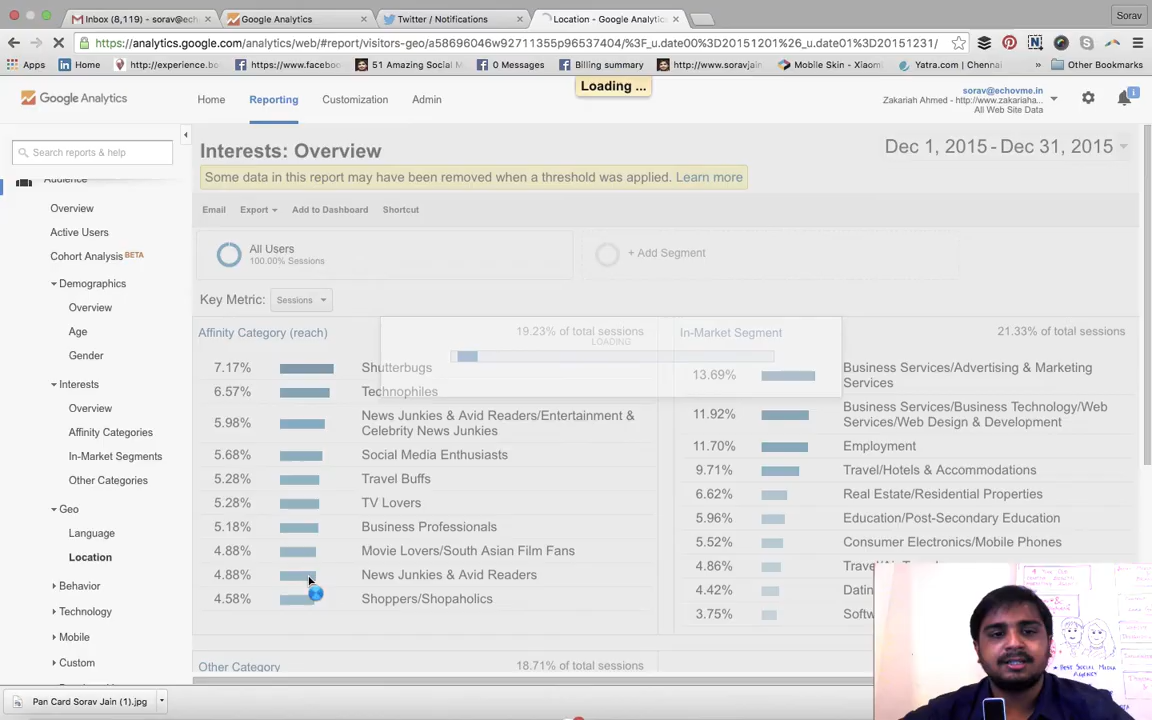 Inbox (8,119) - sorav@ech
Google Analytics
Twitter / Notifications
Location - Google Analytics
Sorav
https://analytics.google.com/analytics/web/#report/visitors-geo/a58696046w92711355p96537404/%3F_u.date00%3D20151201%26_u.date01%3D20151231/
Apps
Home
http://experience.bo
https://www.faceboo
51 Amazing Social M
0 Messages
Billing summary
http://www.soravjain
Mobile Skin - Xiaomi
Yatra.com | Chennai
»
Other Bookmarks
Loading ...
Google Analytics
Home
Reporting
Customization
Admin
sorav@echovme.in
Zakariah Ahmed - http://www.zakariaha...
All Web Site Data
Search reports & help
Audience
Overview
Active Users
Cohort Analysis BETA
Demographics
Overview
Age
Gender
Interests
Overview
Affinity Categories
In-Market Segments
Other Categories
Geo
Language
Location
Behavior
Technology
Mobile
Custom
Interests: Overview
Dec 1, 2015 - Dec 31, 2015
Some data in this report may have been removed when a threshold was applied. Learn more
Email
Export
Add to Dashboard
Shortcut
All Users
100.00% Sessions
+ Add Segment
Key Metric: Sessions
Affinity Category (reach)
19.23% of total sessions
LOADING
7.17% Shutterbugs
6.57% Technophiles
5.98% News Junkies & Avid Readers/Entertainment &
Celebrity News Junkies
5.68% Social Media Enthusiasts
5.28% Travel Buffs
5.28% TV Lovers
5.18% Business Professionals
4.88% Movie Lovers/South Asian Film Fans
4.88% News Junkies & Avid Readers
4.58% Shoppers/Shopaholics
Other Category
18.71% of total sessions
In-Market Segment
21.33% of total sessions
13.69% Business Services/Advertising & Marketing
Services
11.92% Business Services/Business Technology/Web
Services/Web Design & Development
11.70% Employment
9.71% Travel/Hotels & Accommodations
6.62% Real Estate/Residential Properties
5.96% Education/Post-Secondary Education
5.52% Consumer Electronics/Mobile Phones
4.86%
4.42%
3.75%
Pan Card Sorav Jain (1).jpg